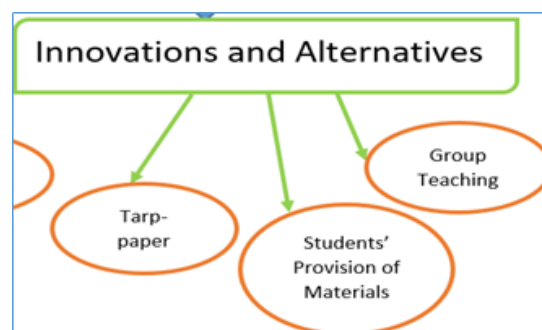 Innovations and Alternatives
Group
Teaching
Tarp-
paper
Students’
Provision of
Materials